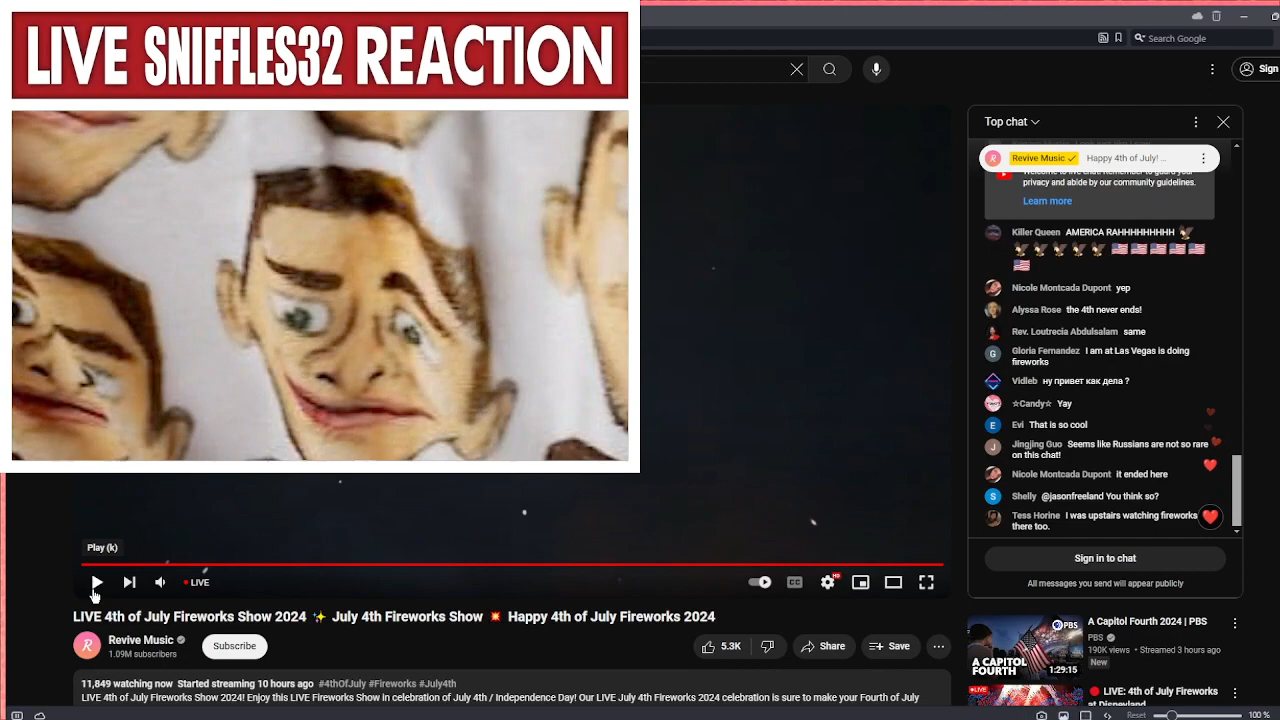 LIVE SNIFFLES32 REACTION
Search Google
Sign
Top chat
Revive Music ✓ Happy 4th of July! ...
Welcome to live chat! Remember to guard your
privacy and abide by our community guidelines.
Learn more
Killer Queen AMERICA RAHHHHHHHHH 🦅
🦅🦅🦅🦅🦅🇺🇸🇺🇸🇺🇸🇺🇸🇺🇸
🇺🇸
Nicole Montcada Dupont yep
Alyssa Rose the 4th never ends!
Rev. Loutrecia Abdulsalam same
G Gloria Fernandez I am at Las Vegas is doing
fireworks
Vidleb ну привет как дела ?
☆Candy☆ Yay
E Evi That is so cool
J Jingjing Guo Seems like Russians are not so rare
on this chat!
Nicole Montcada Dupont it ended here
S Shelly @jasonfreeland You think so?
Tess Horine I was upstairs watching fireworks
there too.
Sign in to chat
All messages you send will appear publicly
Play (k)
LIVE
CC
HD
LIVE 4th of July Fireworks Show 2024 ✨ July 4th Fireworks Show 💥 Happy 4th of July Fireworks 2024
R Revive Music
1.09M subscribers
Subscribe
5.3K
Share
Save
11,849 watching now Started streaming 10 hours ago #4thOfJuly #Fireworks #July4th
LIVE 4th of July Fireworks Show 2024! Enjoy this LIVE Fireworks Show in celebration of July 4th / Independence Day! Our LIVE July 4th Fireworks 2024 celebration is sure to make your Fourth of July
PBS
A CAPITOL
FOURTH
1:29:15
A Capitol Fourth 2024 | PBS
PBS
190K views • Streamed 3 hours ago
New
LIVE
🔴 LIVE: 4th of July Fireworks
at Disneyland
Reset
100 %